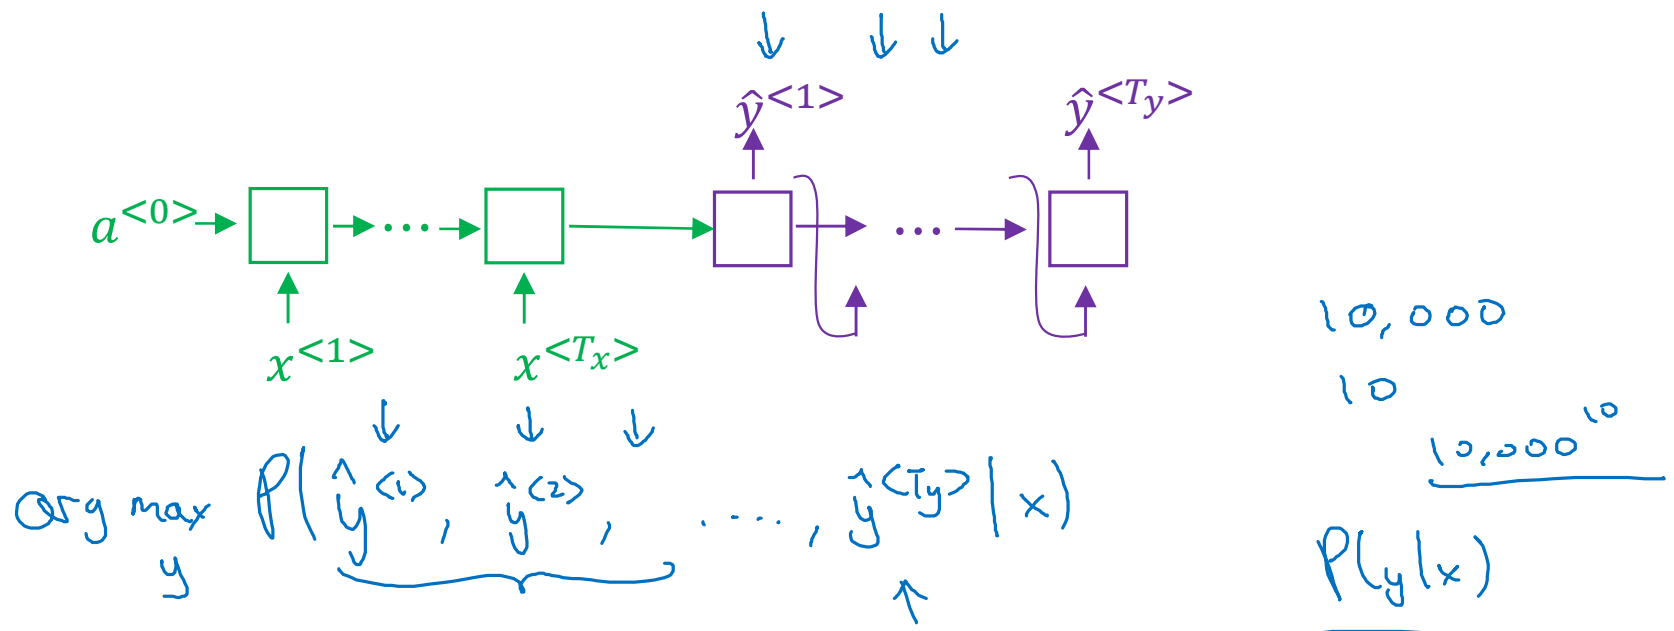 ŷ<1> ŷ<Ty>
a<0> ... ...
x<1> x<Tx>
10,000
10
10,000^10
arg max P(ŷ<1>, ŷ<2>, ....., ŷ<Ty> | x)
y
P(y|x)